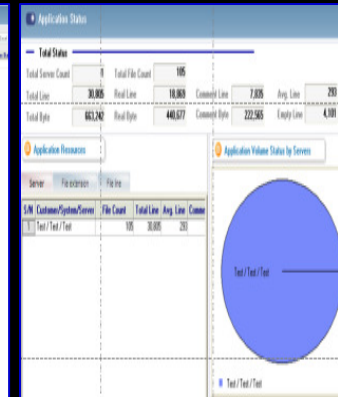 Application Status
Total Status
Total Server Count 1 Total File Count 105
Total Line 30,805 Real Line 18,869 Comment Line 7,835 Avg. Line 293
Total Byte 663,242 Real Byte 440,677 Comment Byte 222,565 Empty Line 4,101
Application Resources
Application Volume Status by Servers
Server File extension File line
S/N Customer/System/Server File Count Total Line Avg. Line Comme
1 Test / Test / Test 105 30,805 293
Test / Test / Test
Test / Test / Test